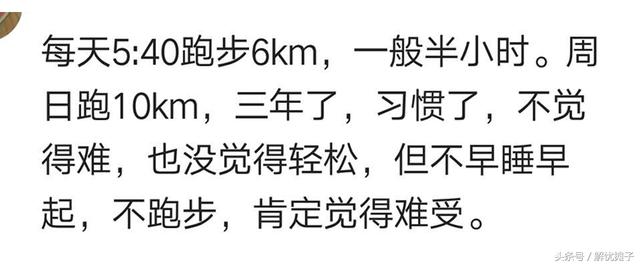 每天5:40跑步6km，一般半小时。周
日跑10km，三年了，习惯了，不觉
得难，也没觉得轻松，但不早睡早
起，不跑步，肯定觉得难受。
头条号 / 解忧摊子